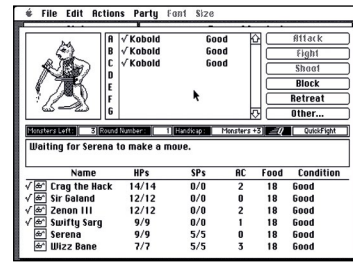 File Edit Actions Party Font Size
A ✓Kobold Good
B ✓Kobold Good
C ✓Kobold Good
D
E
F
G
Attack
Fight
Shoot
Block
Retreat
Other...
Monsters Left: 3 Round Number: 1 Handicap: Monsters +3 QuickFight
Waiting for Serena to make a move.
Name HPs SPs AC Food Condition
✓ Crag the Hack 14/14 0/0 2 18 Good
✓ Sir Galand 12/12 0/0 0 18 Good
✓ Zenon III 12/12 0/0 2 18 Good
✓ Swifty Sarg 9/9 0/0 1 18 Good
Serena 9/9 5/5 0 18 Good
Wizz Bane 7/7 5/5 3 18 Good